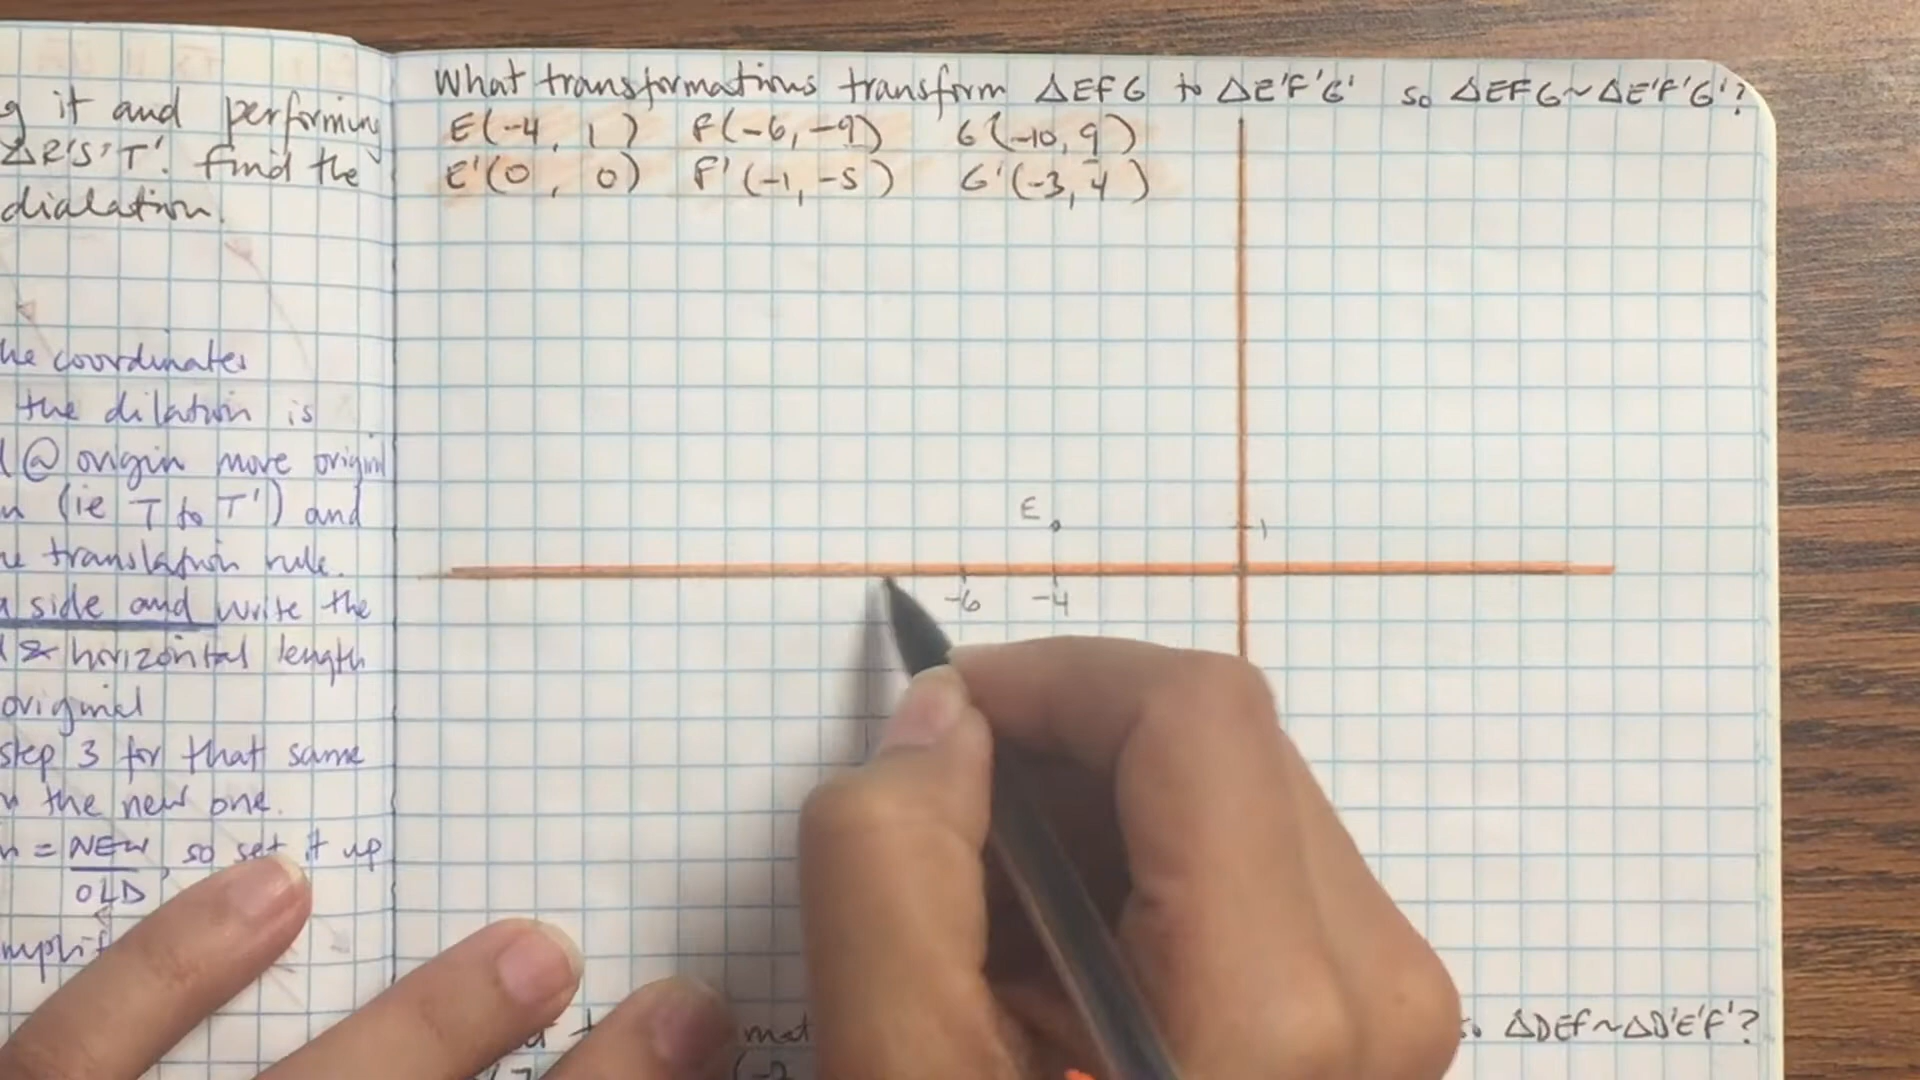 g it and performing
ΔR'S'T'. find the
dialation.
he coordinates
the dilation is
@ origin move origin
(ie T to T') and
translation rule.
side and write the
& horizontal length
original
step 3 for that same
the new one.
= NEW, so set it up
OLD
What transformations transform ΔEFG to ΔE'F'G' so ΔEFG~ΔE'F'G'?
E(-4, 1) F(-6, -9) G(-10, 9)
E'(0, 0) F'(-1, -5) G'(-3, 4)
E
1
-6 -4
so ΔDEF~ΔD'E'F'?
(-2